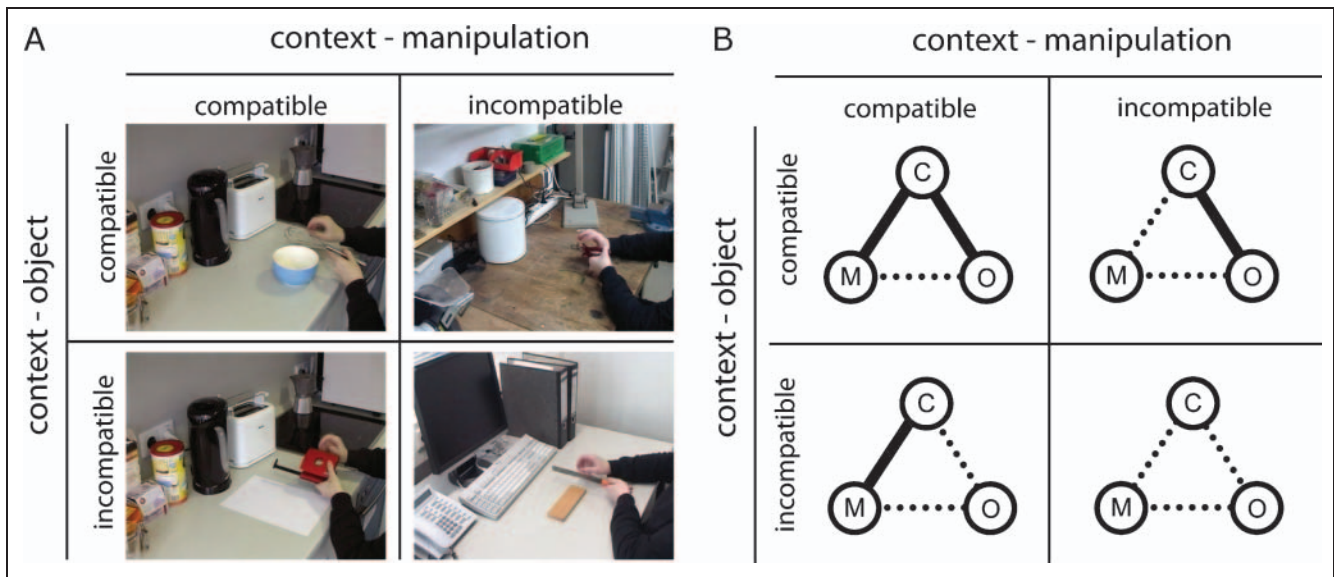 A
context - manipulation
compatible
incompatible
context - object
compatible
incompatible
B
context - manipulation
compatible
incompatible
context - object
compatible
incompatible
C
M
O
C
M
O
C
M
O
C
M
O